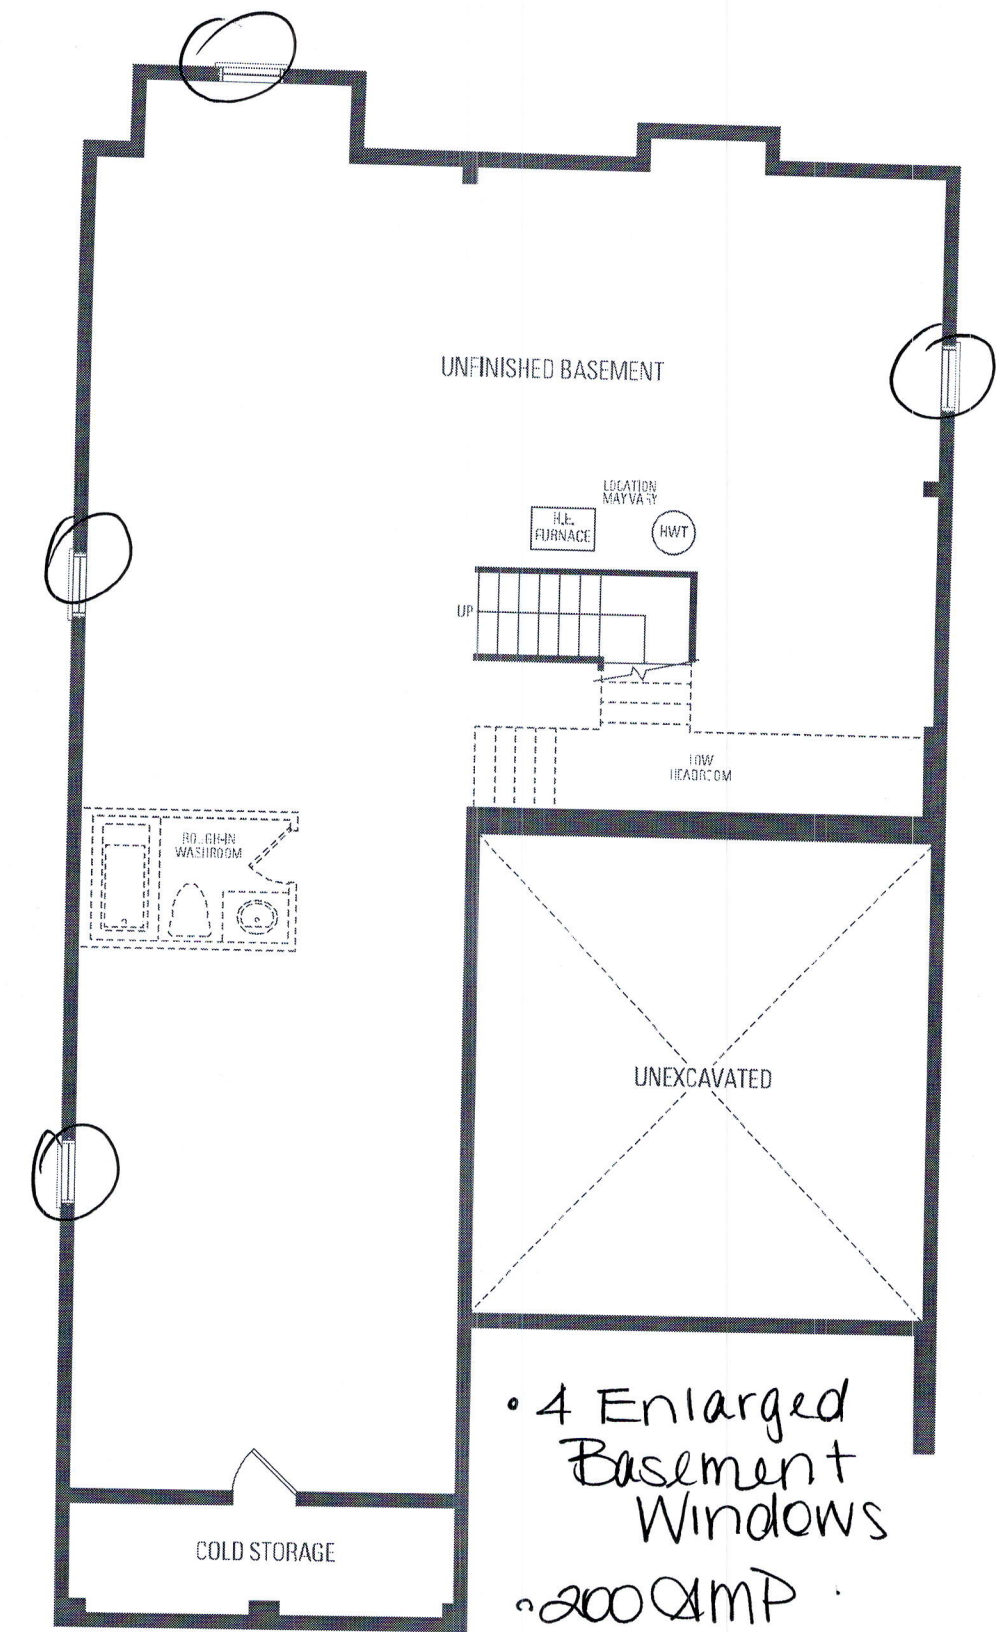 UNFINISHED BASEMENT
LOCATION
MAY VARY
H.E.
FURNACE
HWT
UP
LOW
HEADROOM
ROUGH-IN
WASHROOM
UNEXCAVATED
• 4 Enlarged
Basement
Windows
COLD STORAGE
• 200 AMP